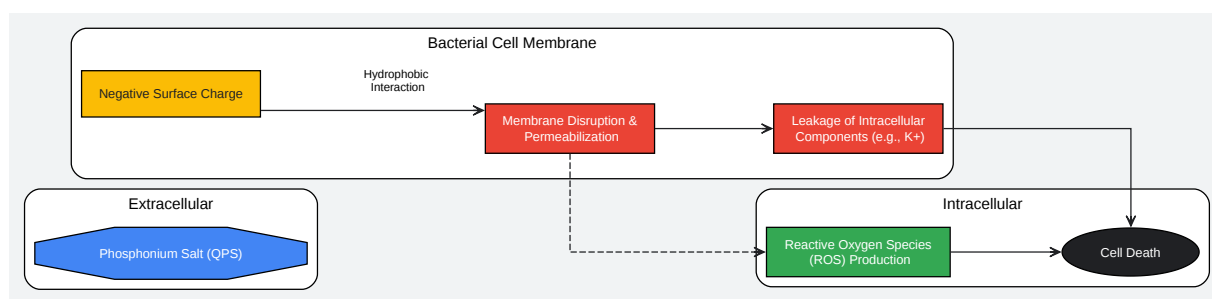 Bacterial Cell Membrane
Negative Surface Charge
Hydrophobic
Interaction
Membrane Disruption &
Permeabilization
Leakage of Intracellular
Components (e.g., K+)
Extracellular
Phosphonium Salt (QPS)
Intracellular
Reactive Oxygen Species
(ROS) Production
Cell Death